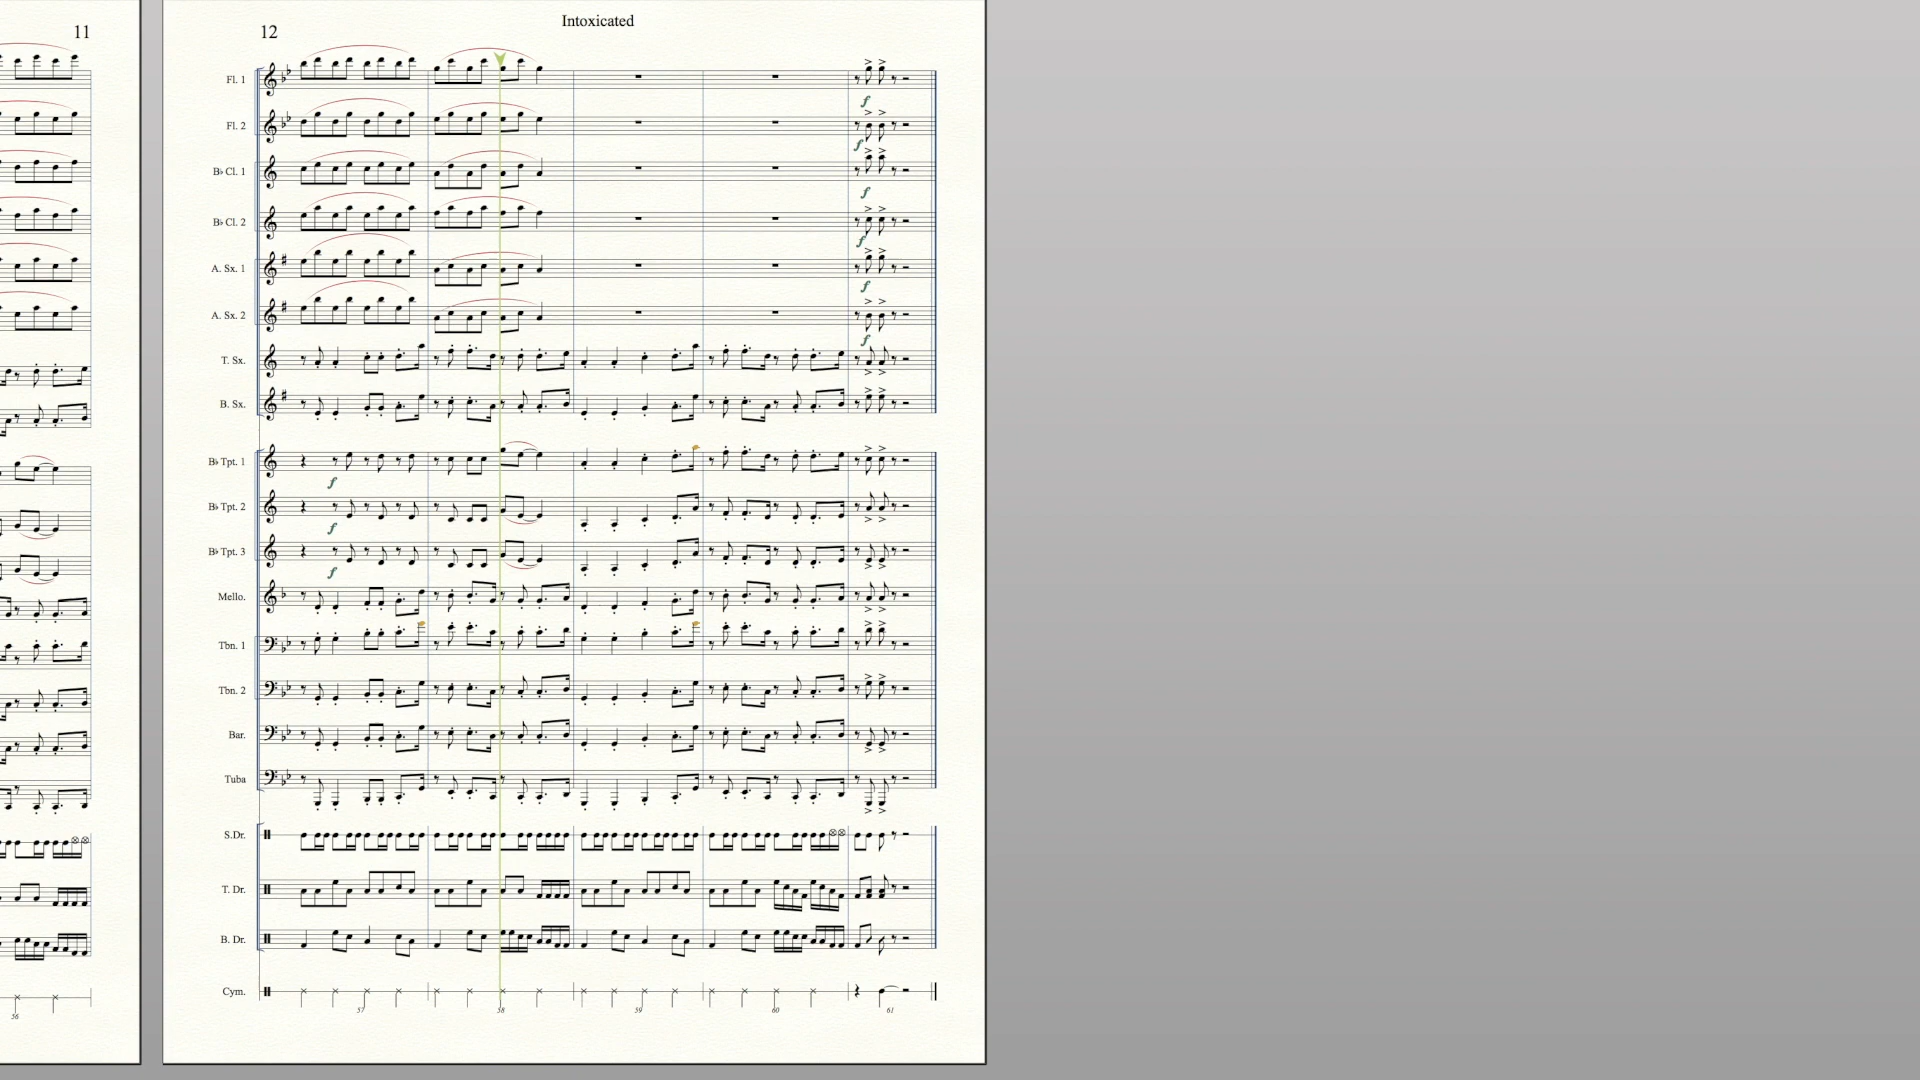 11
12
Intoxicated
Fl. 1
f
Fl. 2
f
B♭ Cl. 1
f
B♭ Cl. 2
f
A. Sx. 1
f
A. Sx. 2
f
T. Sx.
B. Sx.
B♭ Tpt. 1
f
B♭ Tpt. 2
f
B♭ Tpt. 3
f
Mello.
Tbn. 1
Tbn. 2
Bar.
Tuba
S.Dr.
T. Dr.
B. Dr.
Cym.
56
57 58 59 60 61